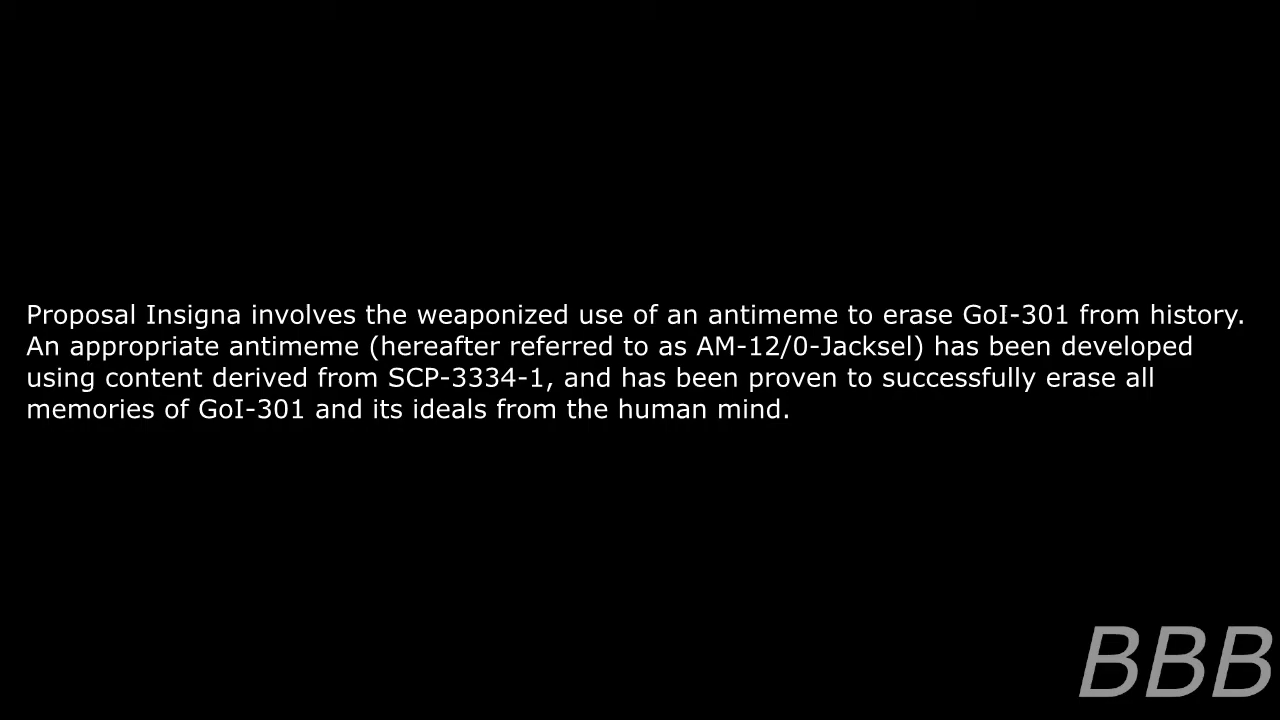 Proposal Insigna involves the weaponized use of an antimeme to erase GoI-301 from history.
An appropriate antimeme (hereafter referred to as AM-12/0-Jacksel) has been developed
using content derived from SCP-3334-1, and has been proven to successfully erase all
memories of GoI-301 and its ideals from the human mind.
BBB